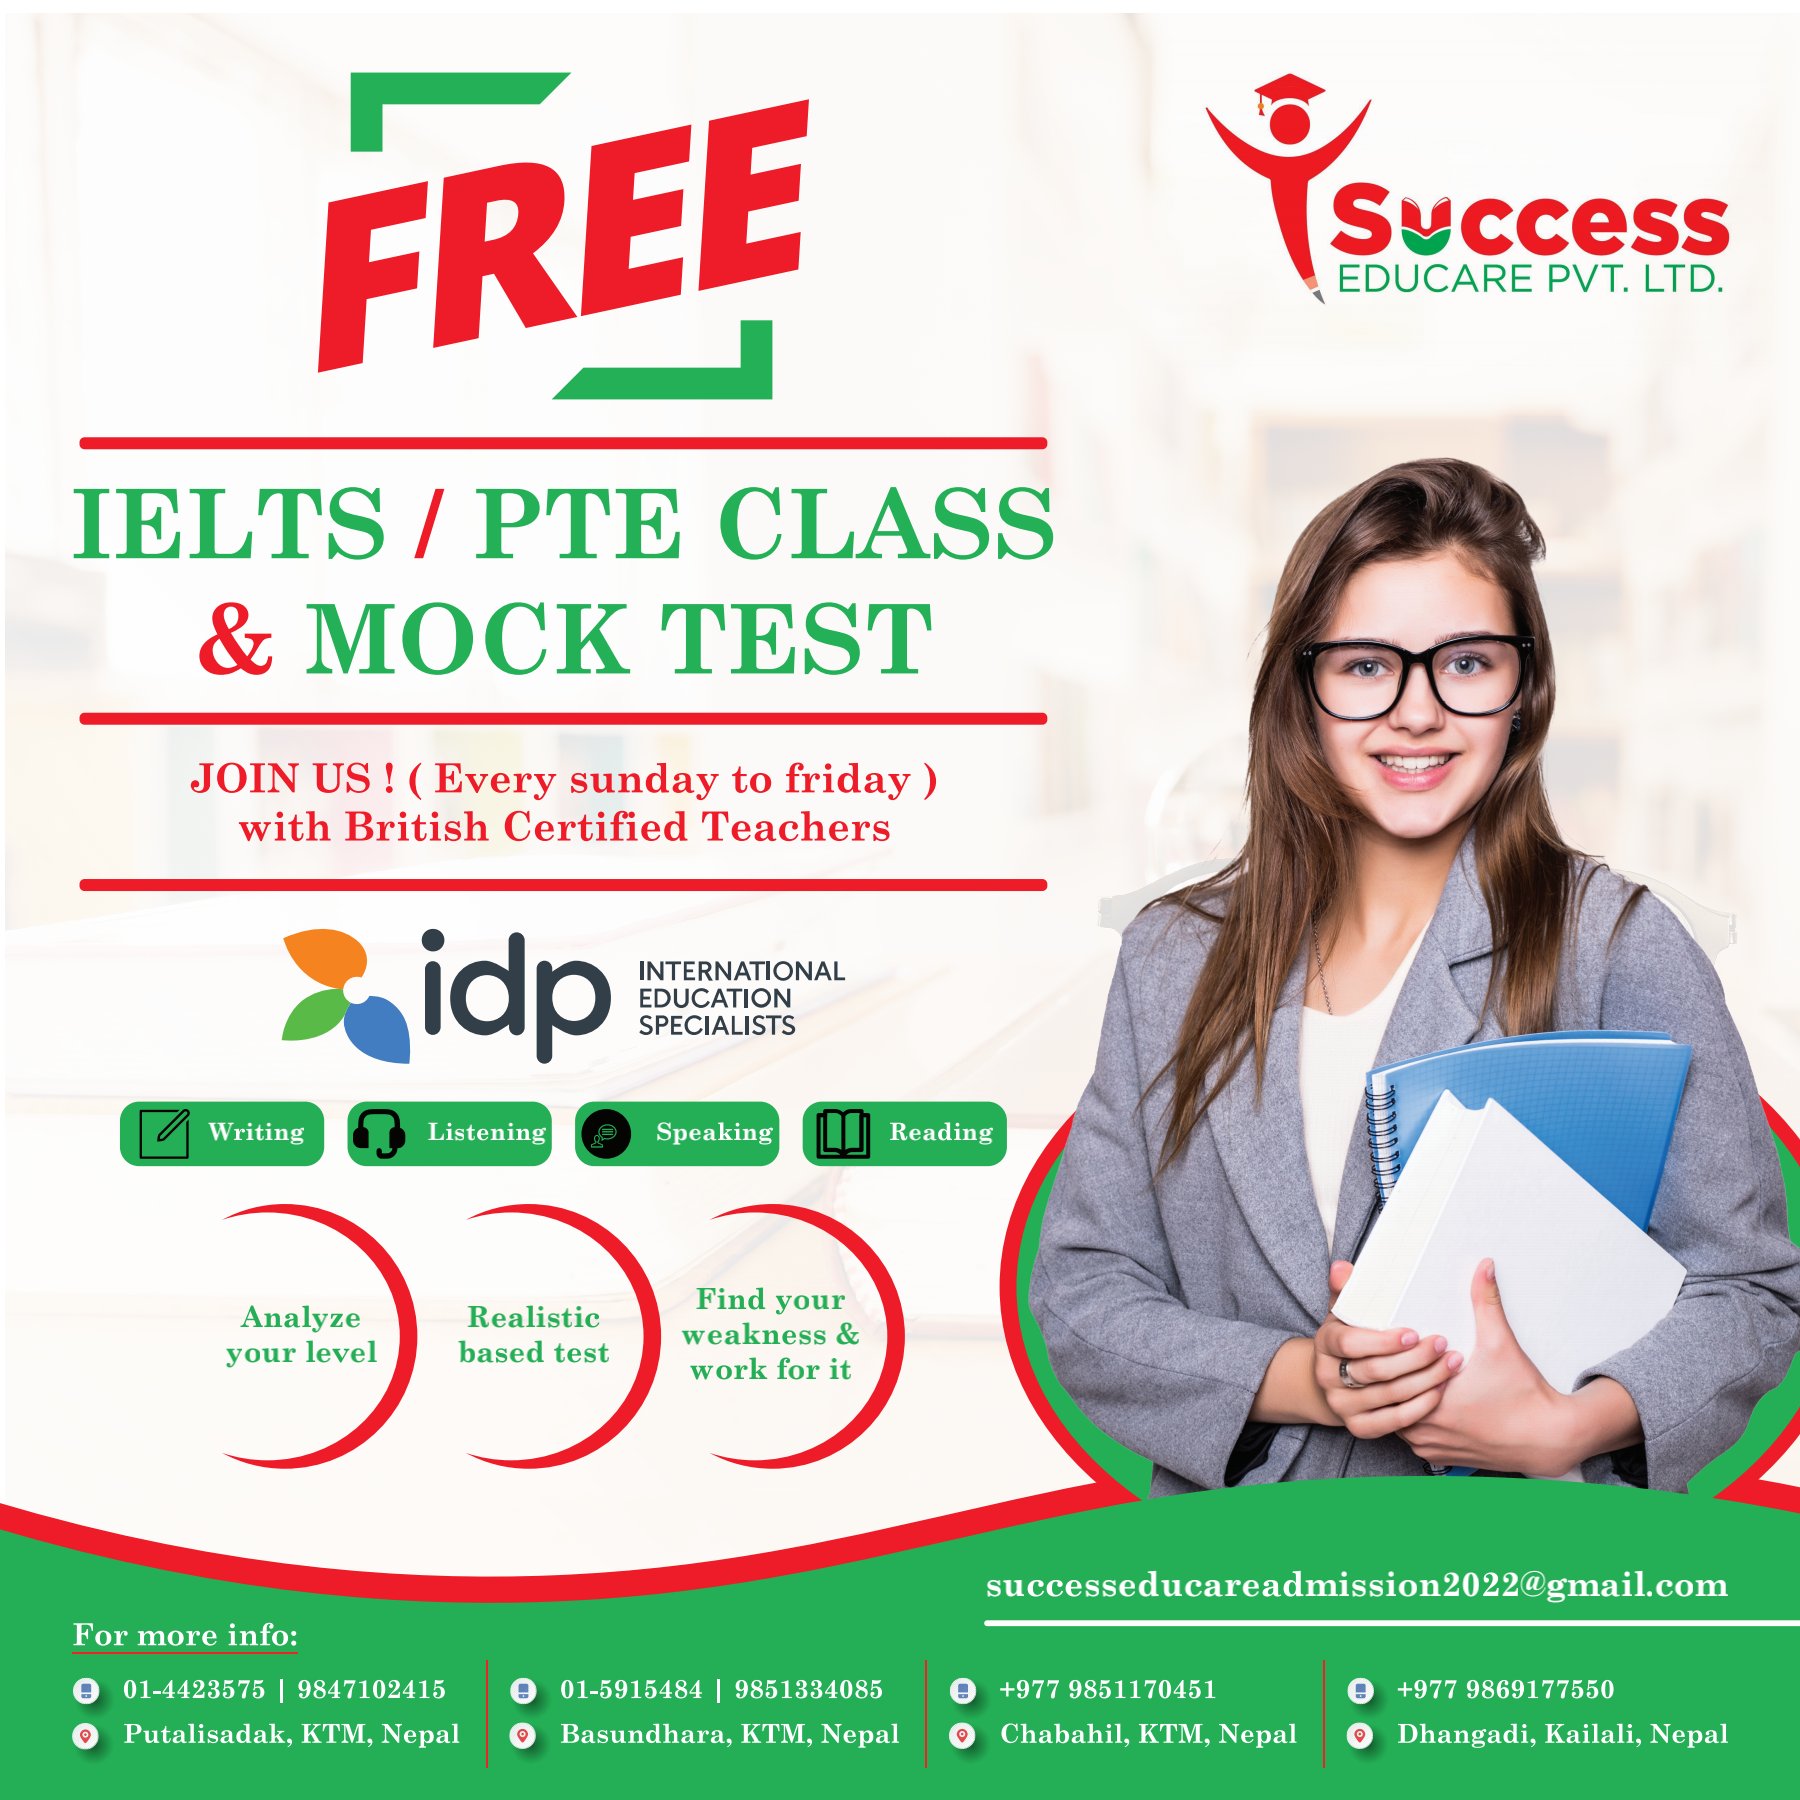 FREE
Success
EDUCARE PVT. LTD.
IELTS / PTE CLASS
& MOCK TEST
JOIN US ! ( Every sunday to friday )
with British Certified Teachers
idp
INTERNATIONAL
EDUCATION
SPECIALISTS
Writing
Listening
Speaking
Reading
Analyze
your level
Realistic
based test
Find your
weakness &
work for it
successeducareadmission2022@gmail.com
For more info:
01-4423575 | 9847102415
Putalisadak, KTM, Nepal
01-5915484 | 9851334085
Basundhara, KTM, Nepal
+977 9851170451
Chabahil, KTM, Nepal
+977 9869177550
Dhangadi, Kailali, Nepal